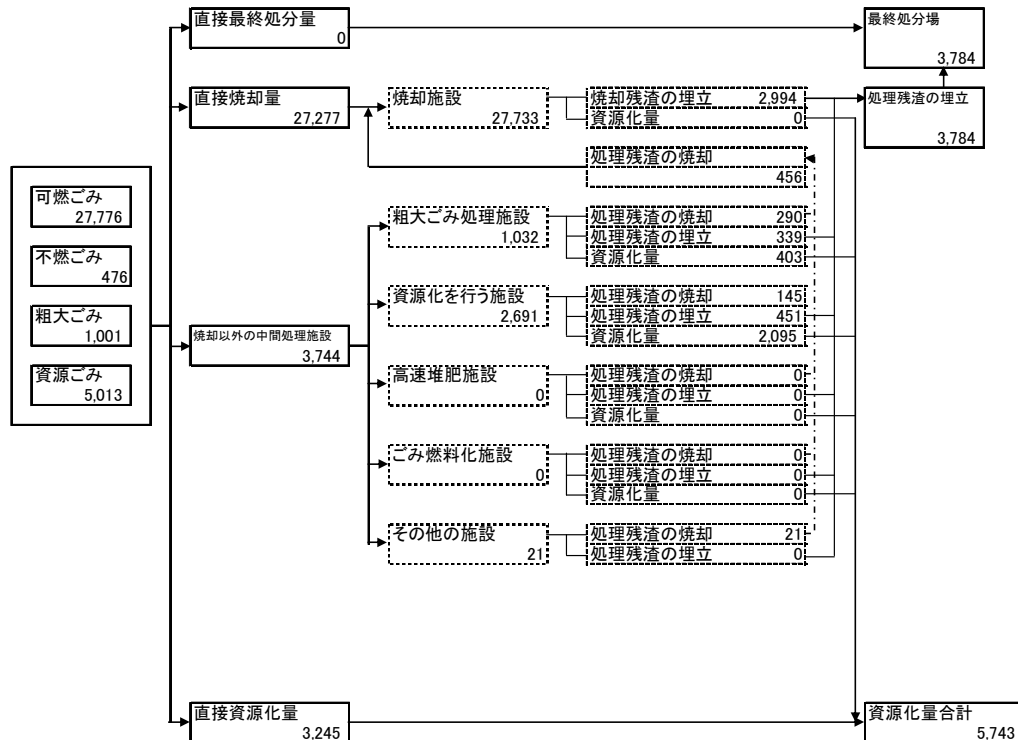 直接最終処分量
0
最終処分場
3,784
直接焼却量
27,277
焼却施設
27,733
焼却残渣の埋立 2,994
資源化量 0
処理残渣の埋立
3,784
処理残渣の焼却
456
可燃ごみ
27,776
不燃ごみ
476
粗大ごみ
1,001
資源ごみ
5,013
焼却以外の中間処理施設
3,744
粗大ごみ処理施設
1,032
処理残渣の焼却 290
処理残渣の埋立 339
資源化量 403
資源化を行う施設
2,691
処理残渣の焼却 145
処理残渣の埋立 451
資源化量 2,095
高速堆肥施設
0
処理残渣の焼却 0
処理残渣の埋立 0
資源化量 0
ごみ燃料化施設
0
処理残渣の焼却 0
処理残渣の埋立 0
資源化量 0
その他の施設
21
処理残渣の焼却 21
処理残渣の埋立 0
直接資源化量
3,245
資源化量合計
5,743